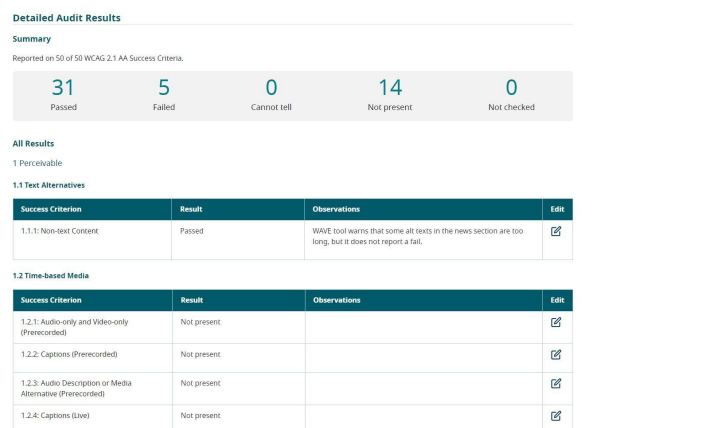 Detailed Audit Results
Summary
Reported on 50 of 50 WCAG 2.1 AA Success Criteria.
31 5 0 14 0
Passed Failed Cannot tell Not present Not checked
All Results
1 Perceivable
1.1 Text Alternatives
Success Criterion Result Observations Edit
1.1.1: Non-text Content Passed WAVE tool warns that some alt texts in the news section are too
long, but it does not report a fail.
1.2 Time-based Media
Success Criterion Result Observations Edit
1.2.1: Audio-only and Video-only Not present
(Prerecorded)
1.2.2: Captions (Prerecorded) Not present
1.2.3: Audio Description or Media Not present
Alternative (Prerecorded)
1.2.4: Captions (Live) Not present